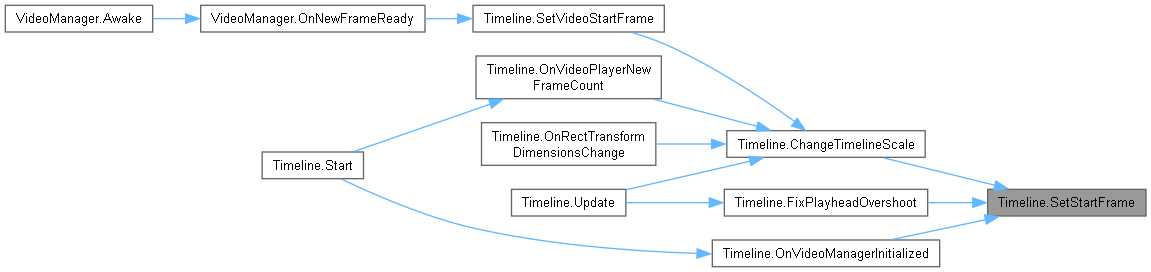 VideoManager.Awake
VideoManager.OnNewFrameReady
Timeline.SetVideoStartFrame
Timeline.OnVideoPlayerNew
FrameCount
Timeline.OnRectTransform
DimensionsChange
Timeline.ChangeTimelineScale
Timeline.Start
Timeline.Update
Timeline.FixPlayheadOvershoot
Timeline.SetStartFrame
Timeline.OnVideoManagerInitialized